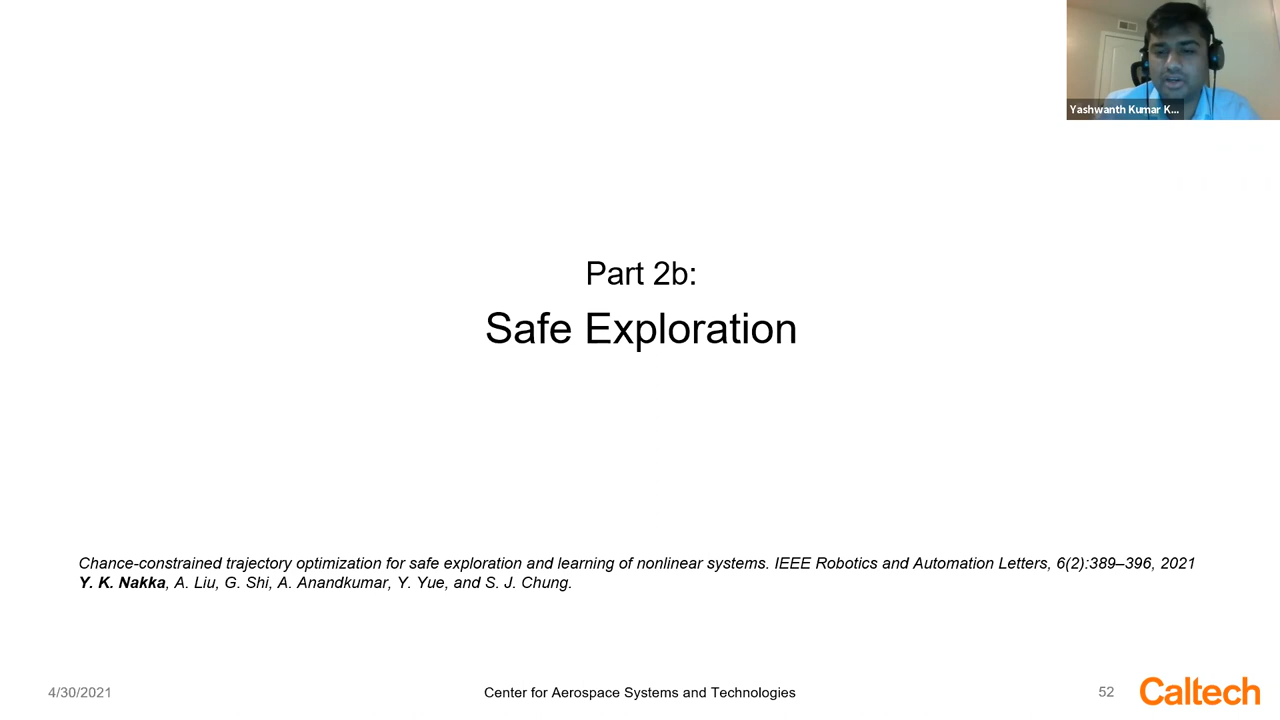 Yashwanth Kumar K...
Part 2b:
Safe Exploration
Chance-constrained trajectory optimization for safe exploration and learning of nonlinear systems. IEEE Robotics and Automation Letters, 6(2):389–396, 2021
Y. K. Nakka, A. Liu, G. Shi, A. Anandkumar, Y. Yue, and S. J. Chung.
4/30/2021
Center for Aerospace Systems and Technologies
52
Caltech